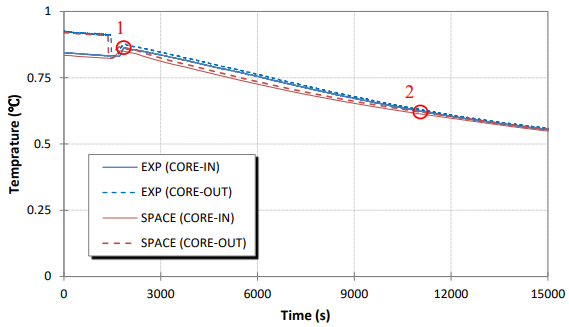 1
1
0.75
2
Temprature (℃)
0.5
EXP (CORE-IN)
EXP (CORE-OUT)
0.25
SPACE (CORE-IN)
SPACE (CORE-OUT)
0
0 3000 6000 9000 12000 15000
Time (s)